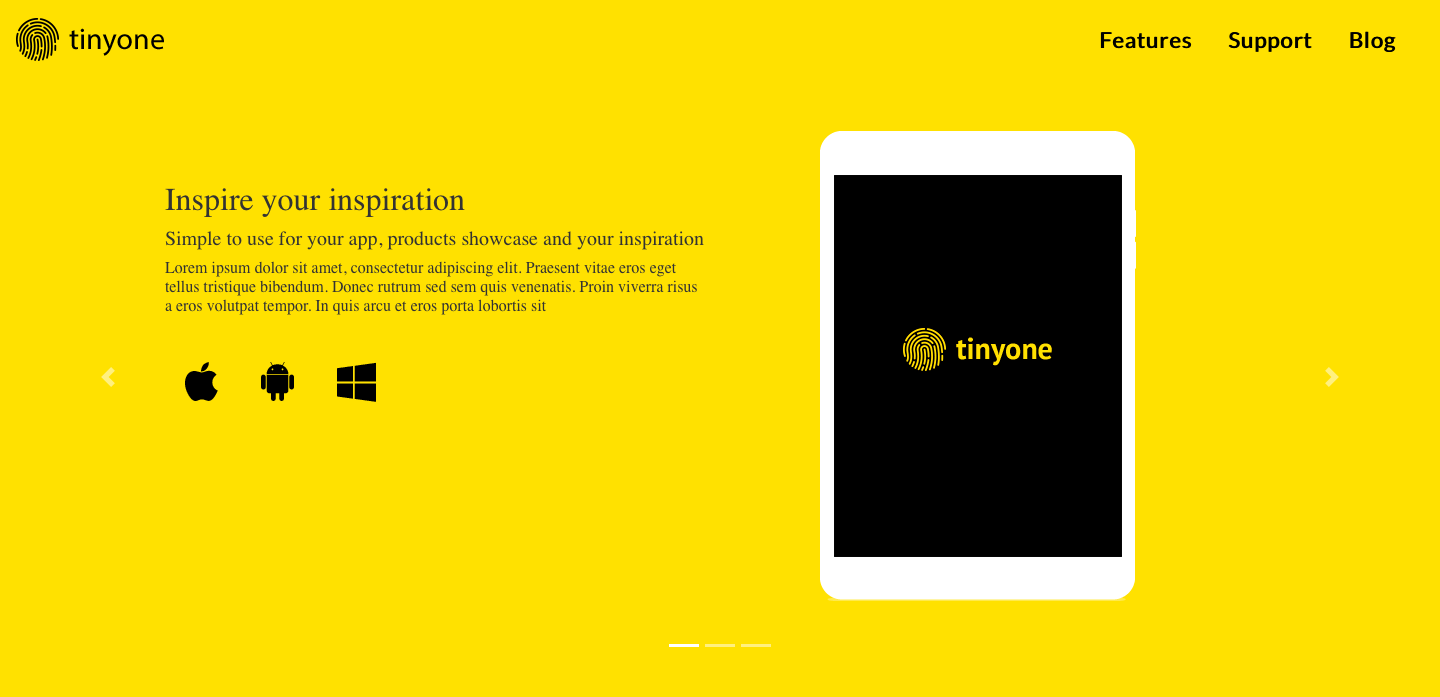 tinyone
Features Support Blog
Inspire your inspiration
Simple to use for your app, products showcase and your inspiration
Lorem ipsum dolor sit amet, consectetur adipiscing elit. Praesent vitae eros eget
tellus tristique bibendum. Donec rutrum sed sem quis venenatis. Proin viverra risus
a eros volutpat tempor. In quis arcu et eros porta lobortis sit
tinyone